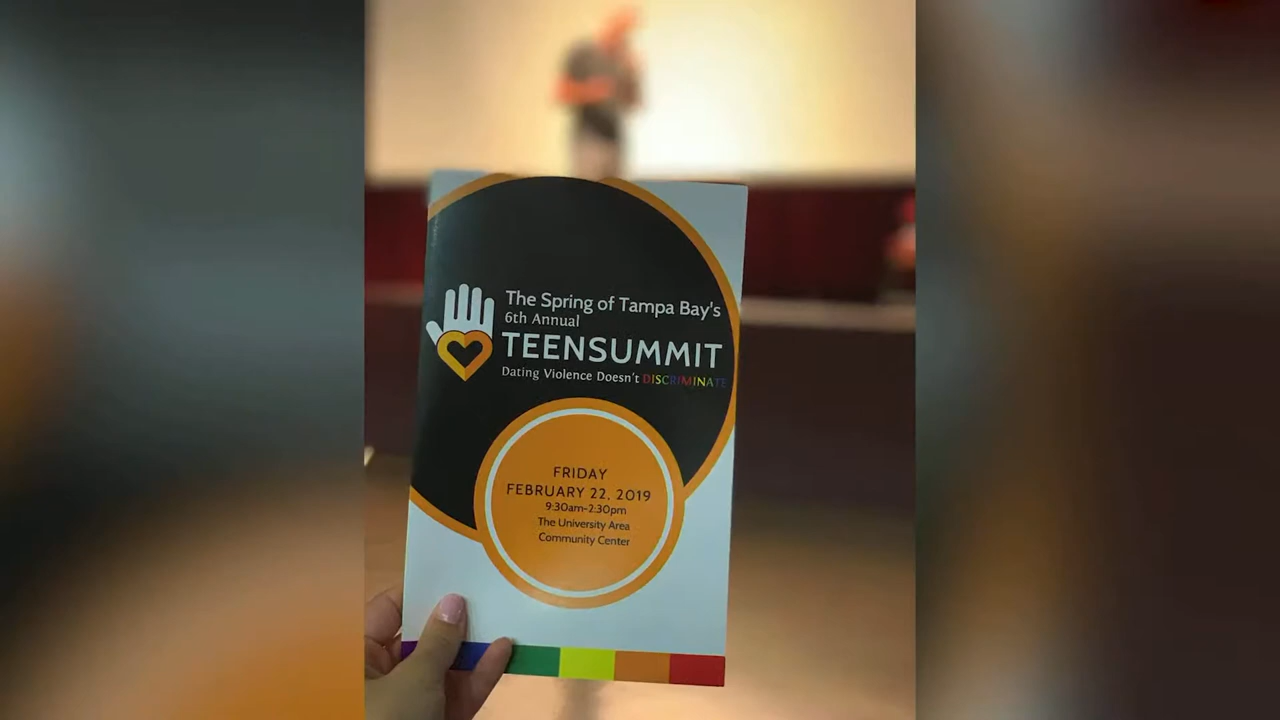 The Spring of Tampa Bay's
6th Annual
TEENSUMMIT
Dating Violence Doesn't DISCRIMINATE
FRIDAY
FEBRUARY 22, 2019
9:30am-2:30pm
The University Area
Community Center